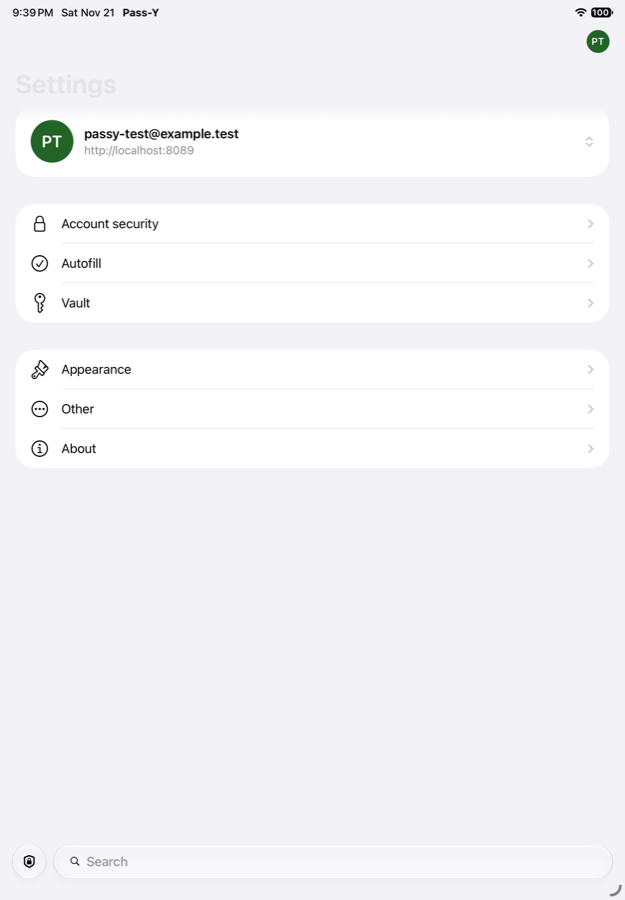 9:39 PM Sat Nov 21 Pass-Y
100
PT
Settings
PT
passy-test@example.test
http://localhost:8089
Account security
Autofill
Vault
Appearance
Other
About
Search